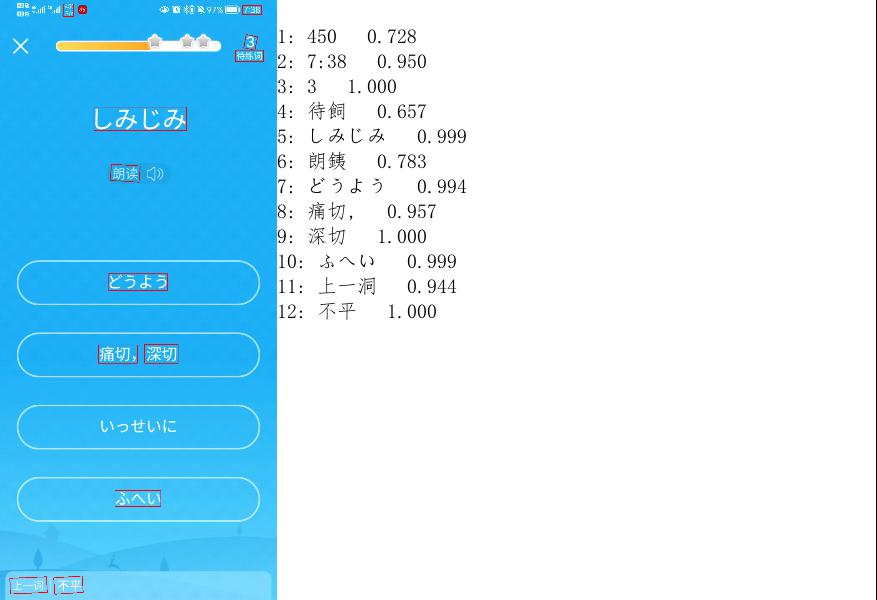 97% 7:38
3
待练词
しみじみ
朗读
どうよう
痛切，深切
いっせいに
ふへい
上一词 不平
1: 450 0.728
2: 7:38 0.950
3: 3 1.000
4: 待飼 0.657
5: しみじみ 0.999
6: 朗銕 0.783
7: どうよう 0.994
8: 痛切, 0.957
9: 深切 1.000
10: ふへい 0.999
11: 上一洞 0.944
12: 不平 1.000